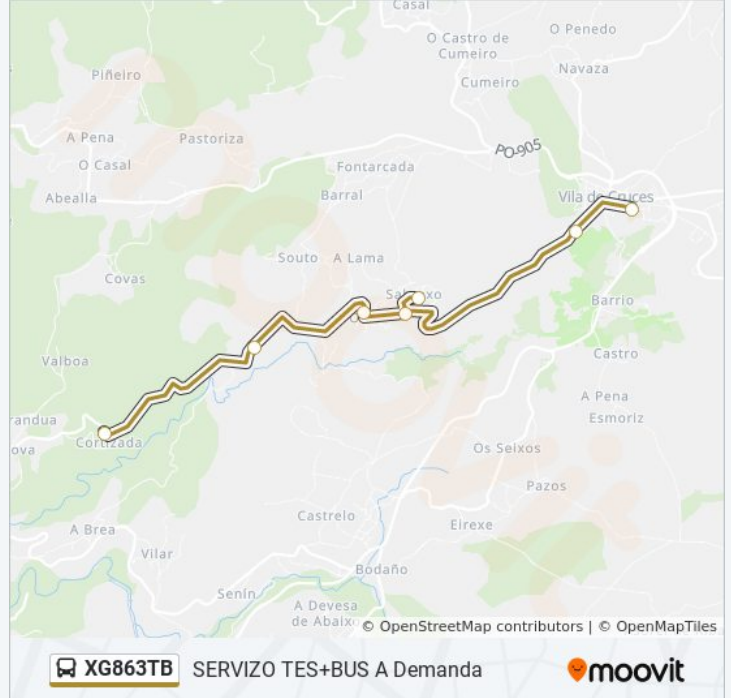 Casal
O Castro de
Cumeiro
O Penedo
Navaza
Piñeiro
Cumeiro
A Pena
Pastoriza
PO-905
O Casal
Fontarcada
Abealla
Barral
Vila de Cruces
Souto
A Lama
Covas
Barrio
Valboa
Castro
A Pena
Esmoriz
Cortizada
Os Seixos
Pazos
Castrelo
Eirexe
A Brea
Vilar
Bodaño
Senín
A Devesa
de Abaixo
© OpenStreetMap contributors | © OpenMapTiles
XG863TB
SERVIZO TES+BUS A Demanda
moovit